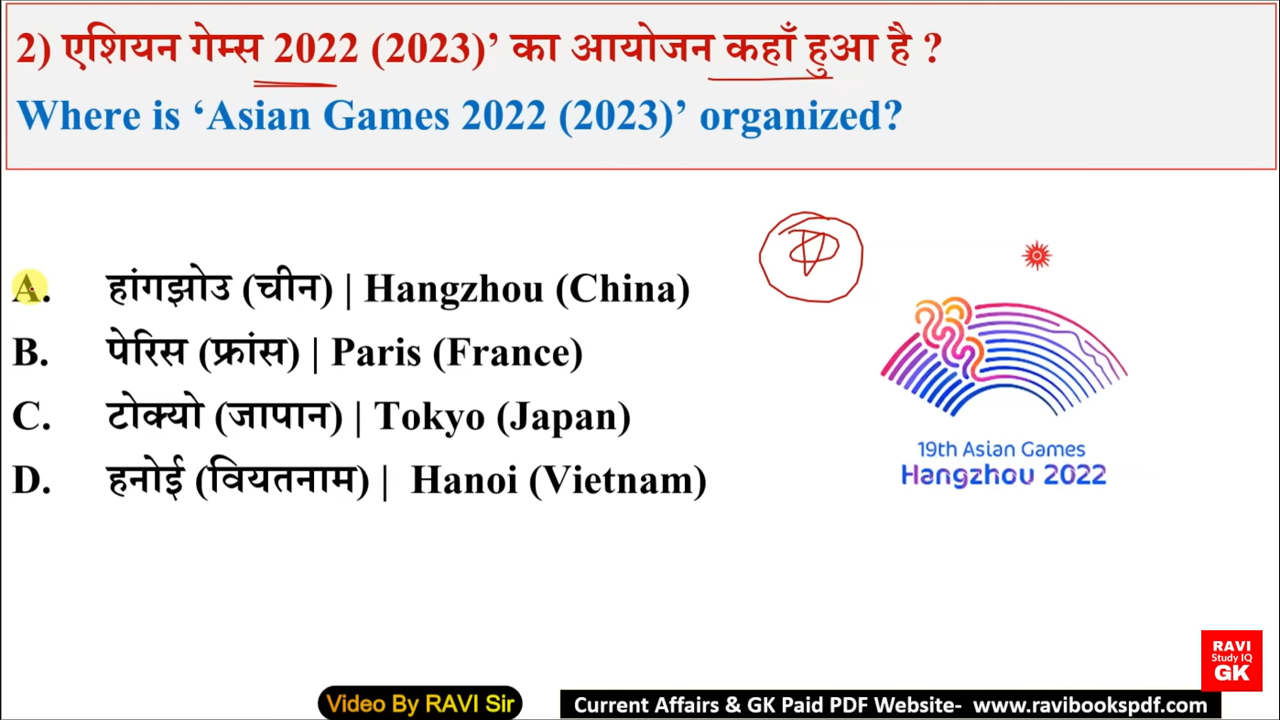 2) एशियन गेम्स 2022 (2023)’ का आयोजन कहाँ हुआ है ?
Where is ‘Asian Games 2022 (2023)’ organized?
A. हांगझोउ (चीन) | Hangzhou (China)
B. पेरिस (फ्रांस) | Paris (France)
C. टोक्यो (जापान) | Tokyo (Japan)
D. हनोई (वियतनाम) | Hanoi (Vietnam)
19th Asian Games
Hangzhou 2022
RAVI
Study IQ
GK
Video By RAVI Sir
Current Affairs & GK Paid PDF Website- www.ravibookspdf.com